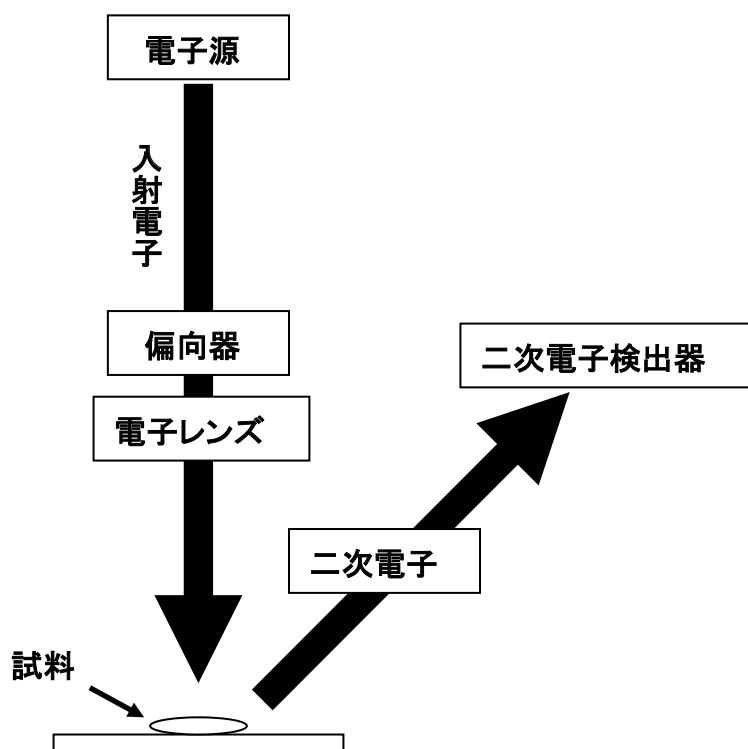 電子源
入射電子
偏向器
二次電子検出器
電子レンズ
二次電子
試料